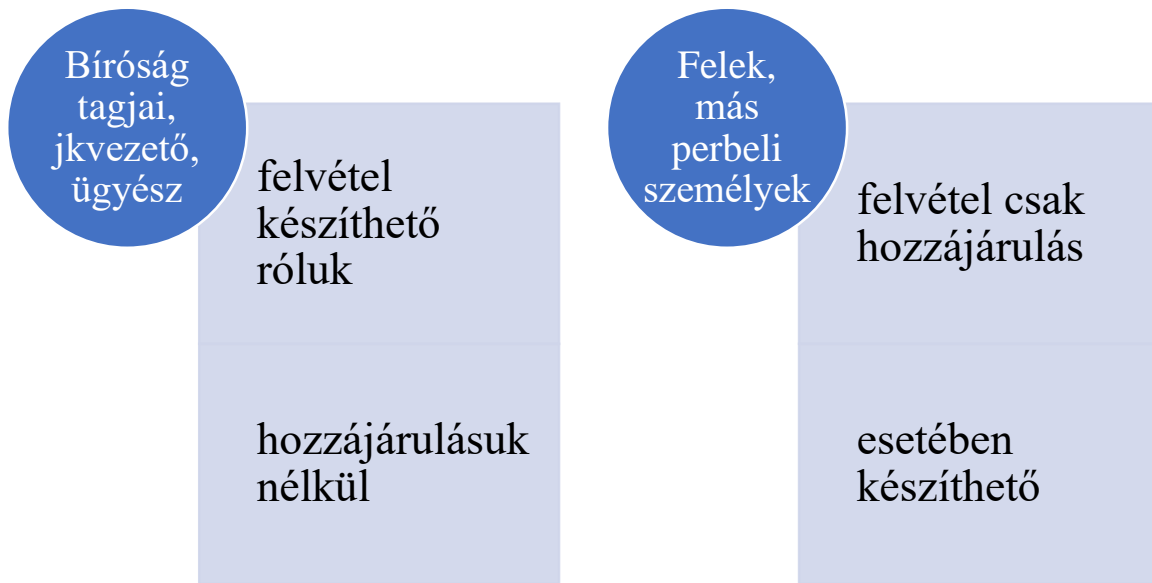 Bíróság
tagjai,
jkvezető,
ügyész
felvétel
készíthető
róluk
hozzájárulásuk
nélkül
Felek,
más
perbeli
személyek
felvétel csak
hozzájárulás
esetében
készíthető